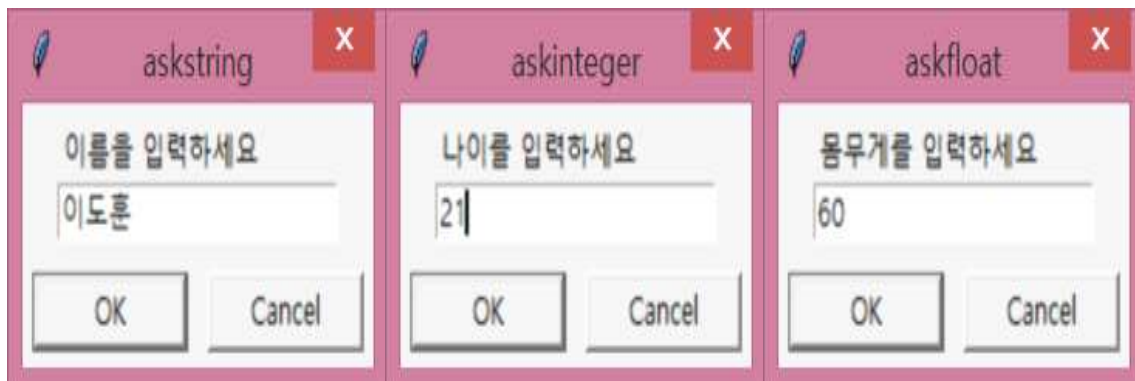 askstring
x
이름을 입력하세요
이도훈
OK Cancel
askinteger
x
나이를 입력하세요
21
OK Cancel
askfloat
x
몸무게를 입력하세요
60
OK Cancel